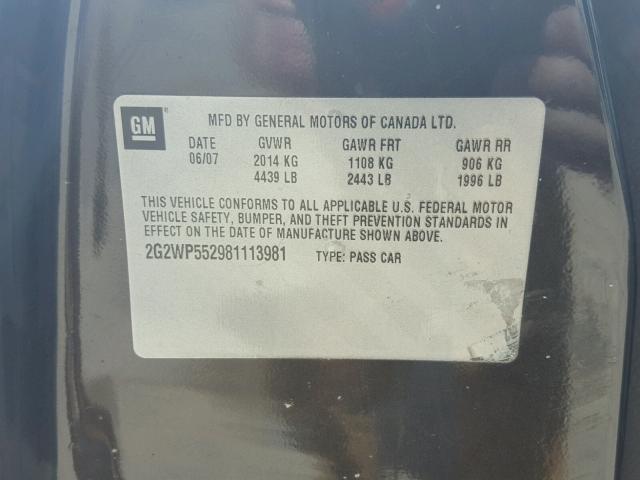 GM ®
MFD BY GENERAL MOTORS OF CANADA LTD.
DATE GVWR GAWR FRT GAWR RR
06/07 2014 KG 1108 KG 906 KG
4439 LB 2443 LB 1996 LB
THIS VEHICLE CONFORMS TO ALL APPLICABLE U.S. FEDERAL MOTOR
VEHICLE SAFETY, BUMPER, AND THEFT PREVENTION STANDARDS IN
EFFECT ON THE DATE OF MANUFACTURE SHOWN ABOVE.
2G2WP552981113981 TYPE: PASS CAR